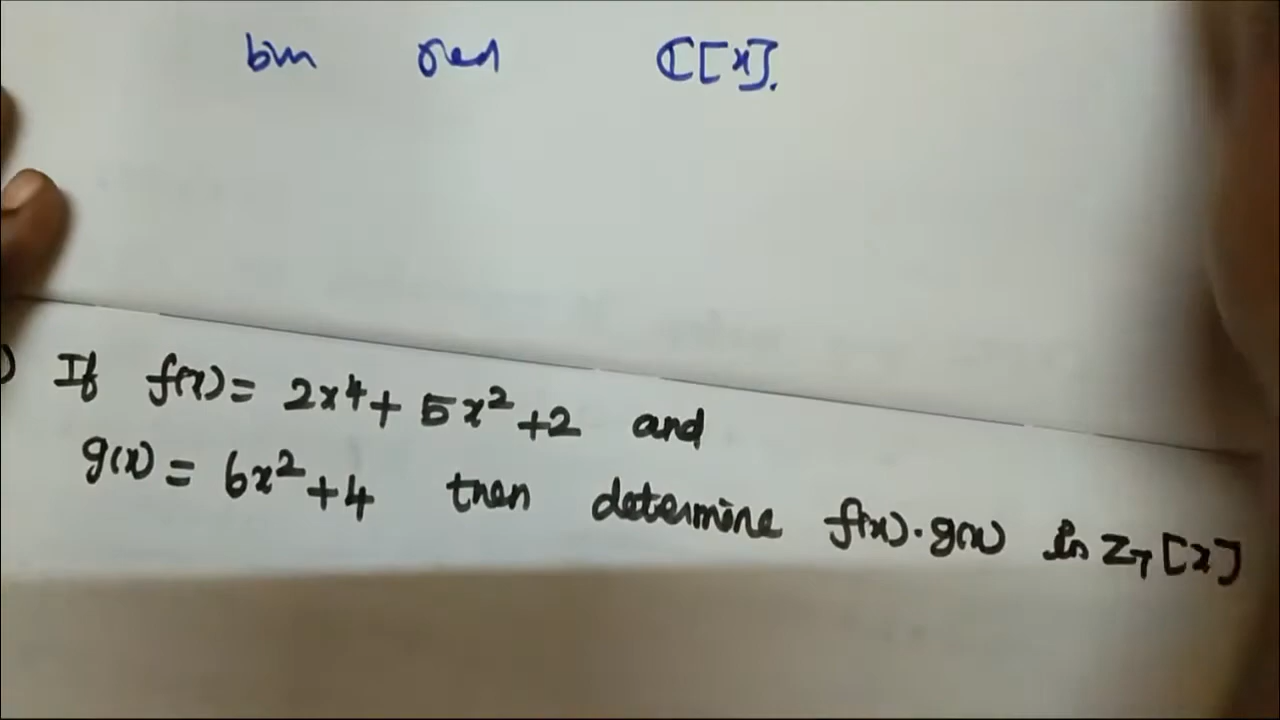 C[x].
) If f(x) = 2x⁴ + 5x² + 2 and
g(x) = 6x² + 4 then determine f(x).g(x) in Z₇[x]